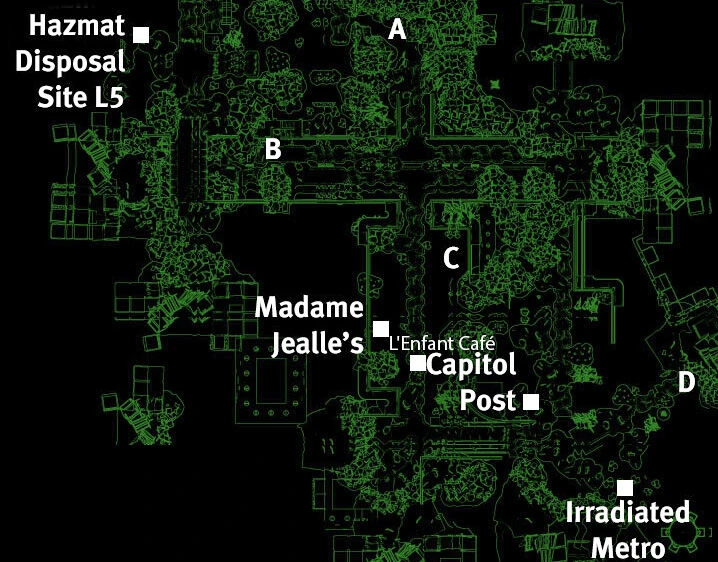 Hazmat
Disposal
Site L5
A
B
C
Madame
Jealle's
L'Enfant Café
Capitol
Post
D
Irradiated
Metro